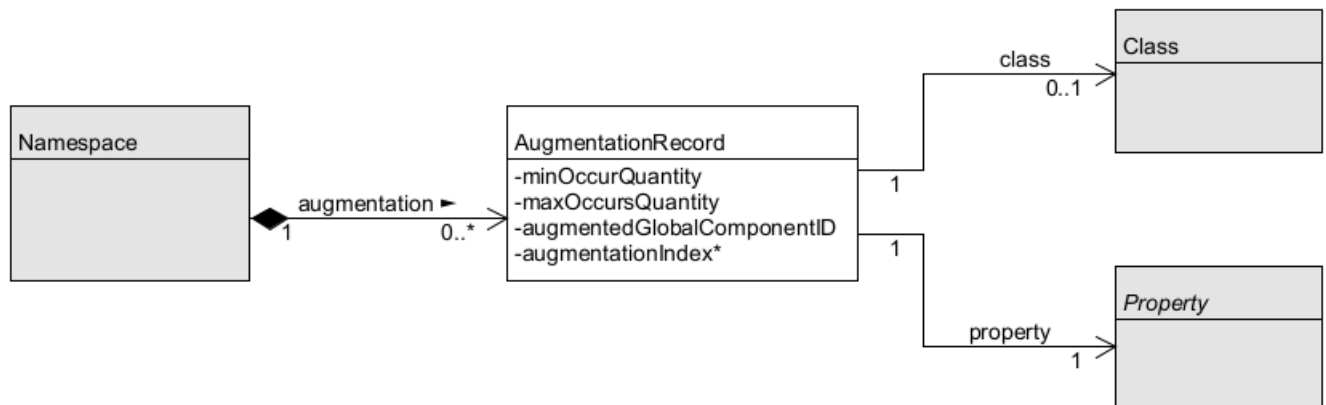 Namespace
augmentation ►
1
0..*
AugmentationRecord
-minOccurQuantity
-maxOccursQuantity
-augmentedGlobalComponentID
-augmentationIndex*
class
1
0..1
Class
property
1
1
Property